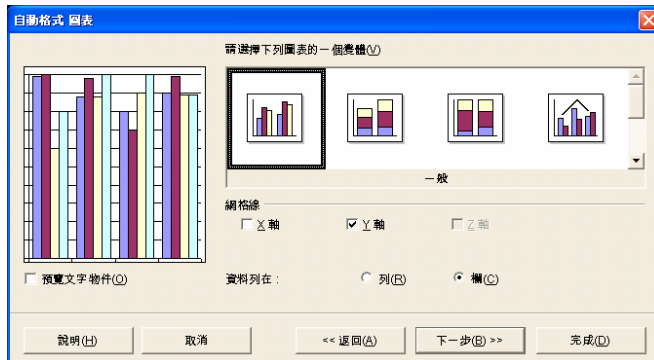 自動格式 圖表
請選擇下列圖表的一個變體(V)
一般
網格線
X 軸
Y 軸
Z 軸
預覽文字物件(O)
資料列在：
列(R)
欄(C)
說明(H)
取消
<< 返回(A)
下一步(B) >>
完成(D)